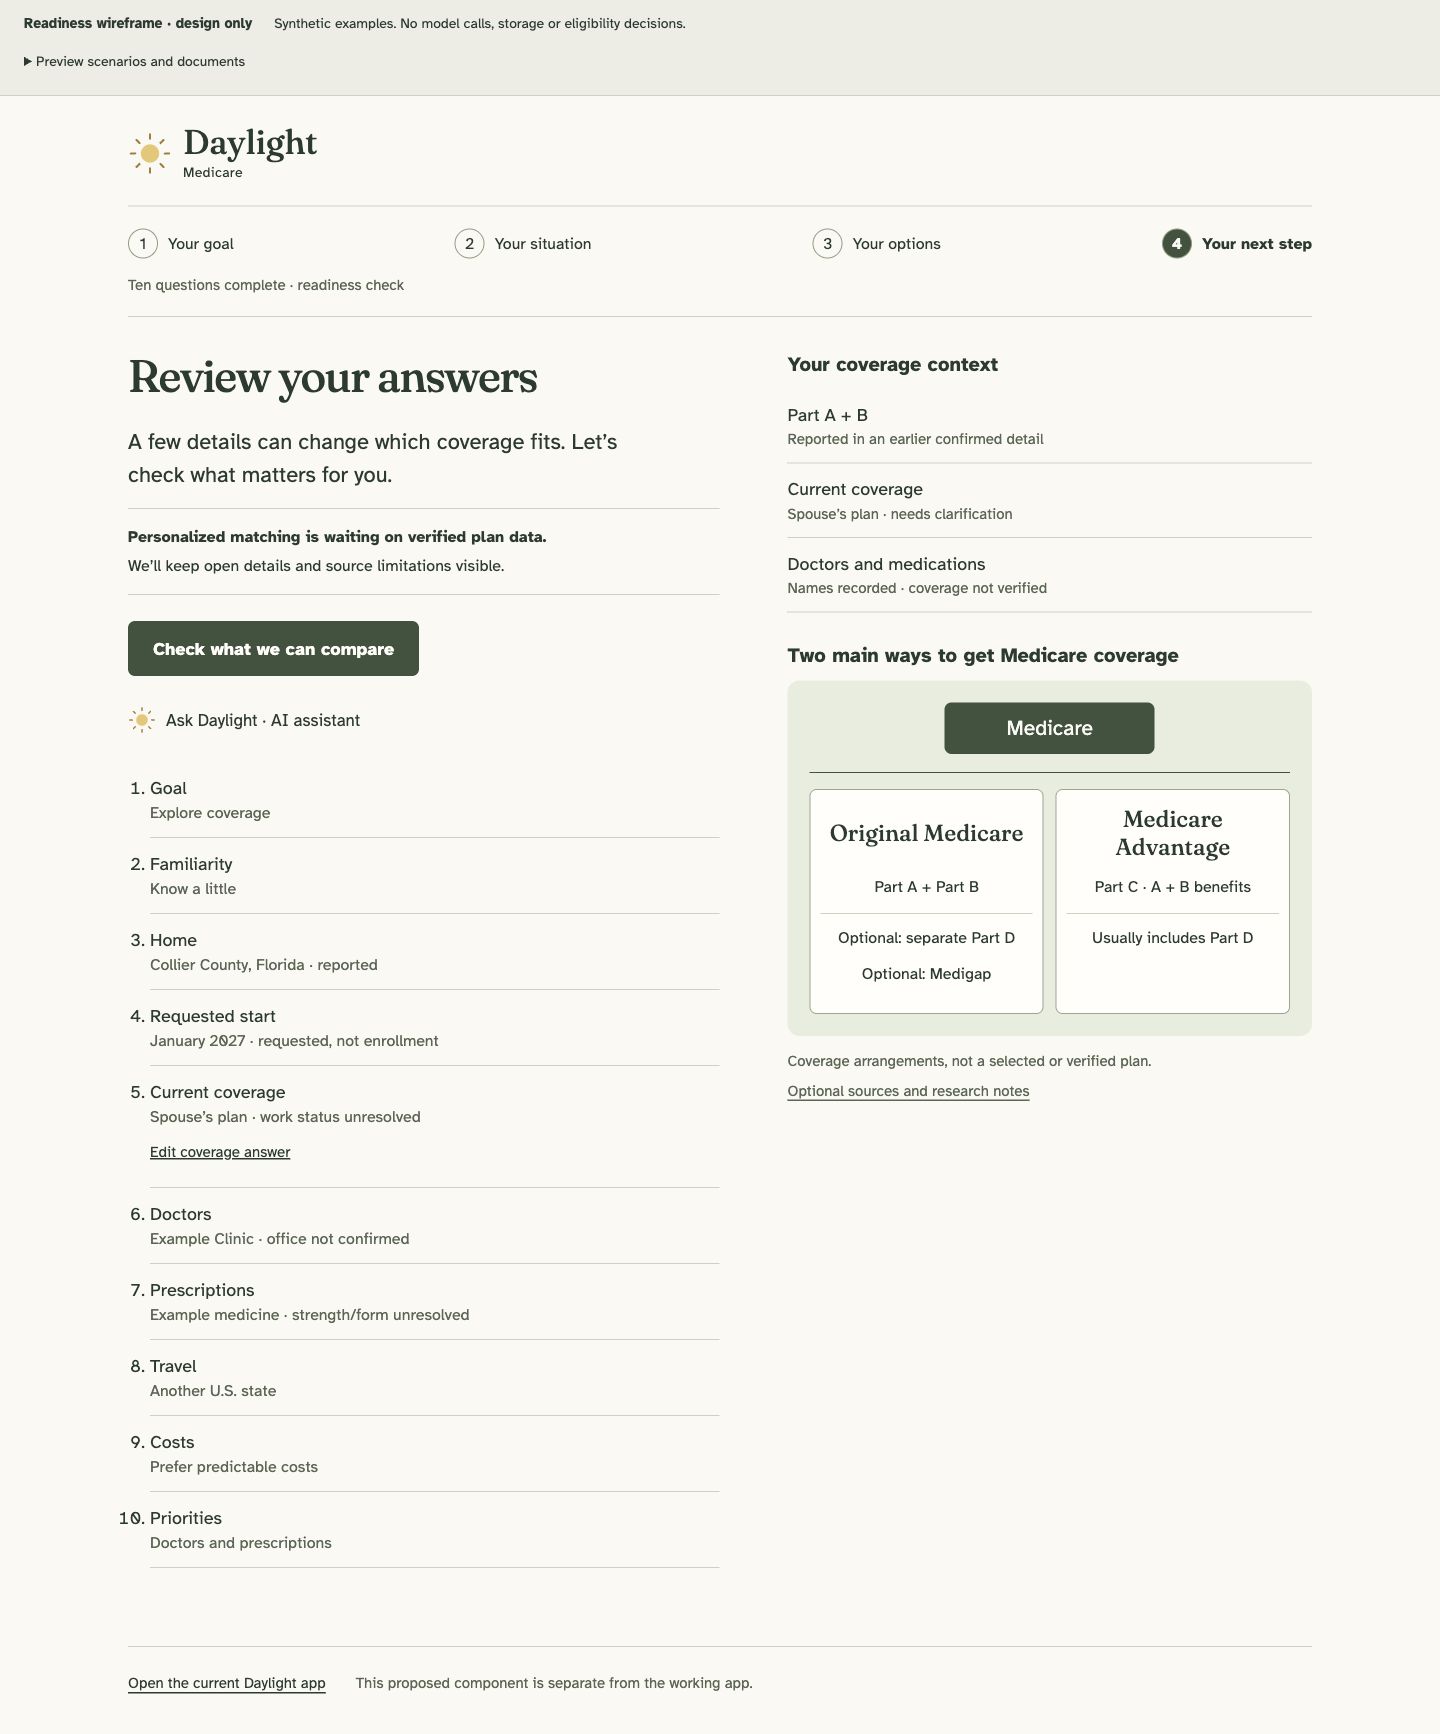 Readiness wireframe · design only Synthetic examples. No model calls, storage or eligibility decisions.
▶ Preview scenarios and documents
Daylight
Medicare
1 Your goal
2 Your situation
3 Your options
4 Your next step
Ten questions complete · readiness check
Review your answers
A few details can change which coverage fits. Let’s
check what matters for you.
Personalized matching is waiting on verified plan data.
We’ll keep open details and source limitations visible.
Check what we can compare
Ask Daylight · AI assistant
1. Goal
Explore coverage
2. Familiarity
Know a little
3. Home
Collier County, Florida · reported
4. Requested start
January 2027 · requested, not enrollment
5. Current coverage
Spouse’s plan · work status unresolved
Edit coverage answer
6. Doctors
Example Clinic · office not confirmed
7. Prescriptions
Example medicine · strength/form unresolved
8. Travel
Another U.S. state
9. Costs
Prefer predictable costs
10. Priorities
Doctors and prescriptions
Your coverage context
Part A + B
Reported in an earlier confirmed detail
Current coverage
Spouse’s plan · needs clarification
Doctors and medications
Names recorded · coverage not verified
Two main ways to get Medicare coverage
Medicare
Original Medicare
Part A + Part B
Optional: separate Part D
Optional: Medigap
Medicare
Advantage
Part C · A + B benefits
Usually includes Part D
Coverage arrangements, not a selected or verified plan.
Optional sources and research notes
Open the current Daylight app This proposed component is separate from the working app.